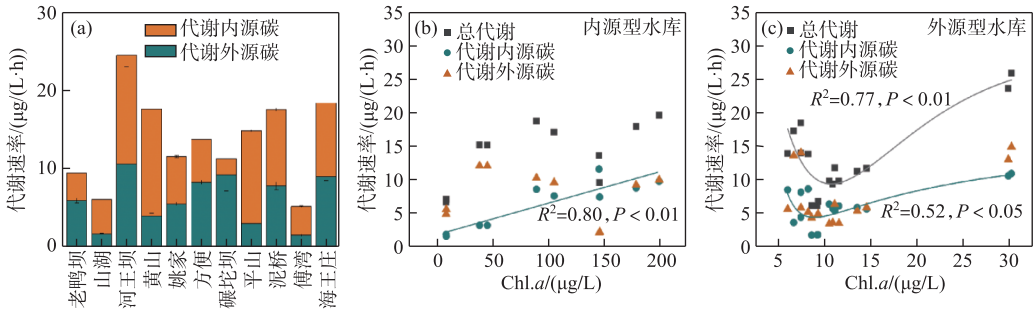 (a)
代谢内源碳
代谢外源碳
代谢速率/(μg/(L·h))
30
20
10
0
老鸭坝
山湖
河王坝
黄山
姚家
方便
碾坨坝
平山
泥桥
傅湾
海王庄
(b) 内源型水库
总代谢
代谢内源碳
代谢外源碳
代谢速率/(μg/(L·h))
35
30
25
20
15
10
5
0
R²=0.80, P<0.01
0 50 100 150 200
Chl.a/(μg/L)
(c) 外源型水库
总代谢
代谢内源碳
代谢外源碳
代谢速率/(μg/(L·h))
35
30
25
20
15
10
5
0
R²=0.77, P<0.01
R²=0.52, P<0.05
5 10 15 20 25 30
Chl.a/(μg/L)